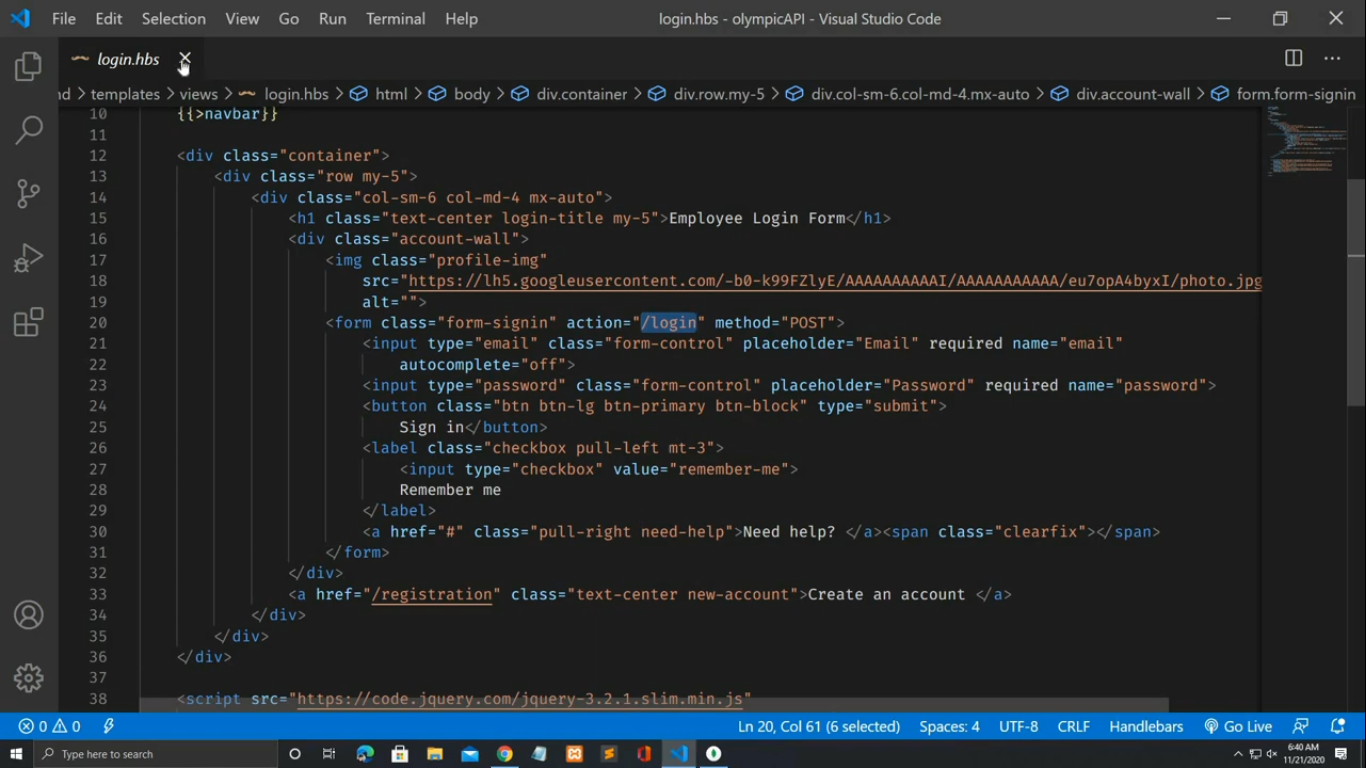 File Edit Selection View Go Run Terminal Help login.hbs - olympicAPI - Visual Studio Code
login.hbs
nd > templates > views > login.hbs > html > body > div.container > div.row.my-5 > div.col-sm-6.col-md-4.mx-auto > div.account-wall > form.form-signin
10 {{>navbar}}
11
12 <div class="container">
13 <div class="row my-5">
14 <div class="col-sm-6 col-md-4 mx-auto">
15 <h1 class="text-center login-title my-5">Employee Login Form</h1>
16 <div class="account-wall">
17 <img class="profile-img"
18 src="https://lh5.googleusercontent.com/-b0-k99FZlyE/AAAAAAAAAAI/AAAAAAAAAAA/eu7opA4byxI/photo.jpg
19 alt="">
20 <form class="form-signin" action="/login" method="POST">
21 <input type="email" class="form-control" placeholder="Email" required name="email"
22 autocomplete="off">
23 <input type="password" class="form-control" placeholder="Password" required name="password">
24 <button class="btn btn-lg btn-primary btn-block" type="submit">
25 Sign in</button>
26 <label class="checkbox pull-left mt-3">
27 <input type="checkbox" value="remember-me">
28 Remember me
29 </label>
30 <a href="#" class="pull-right need-help">Need help? </a><span class="clearfix"></span>
31 </form>
32 </div>
33 <a href="/registration" class="text-center new-account">Create an account </a>
34 </div>
35 </div>
36 </div>
37
38 <script src="https://code.jquery.com/jquery-3.2.1.slim.min.js"
0 0 Ln 20, Col 61 (6 selected) Spaces: 4 UTF-8 CRLF Handlebars Go Live
Type here to search 6:40 AM
11/21/2020